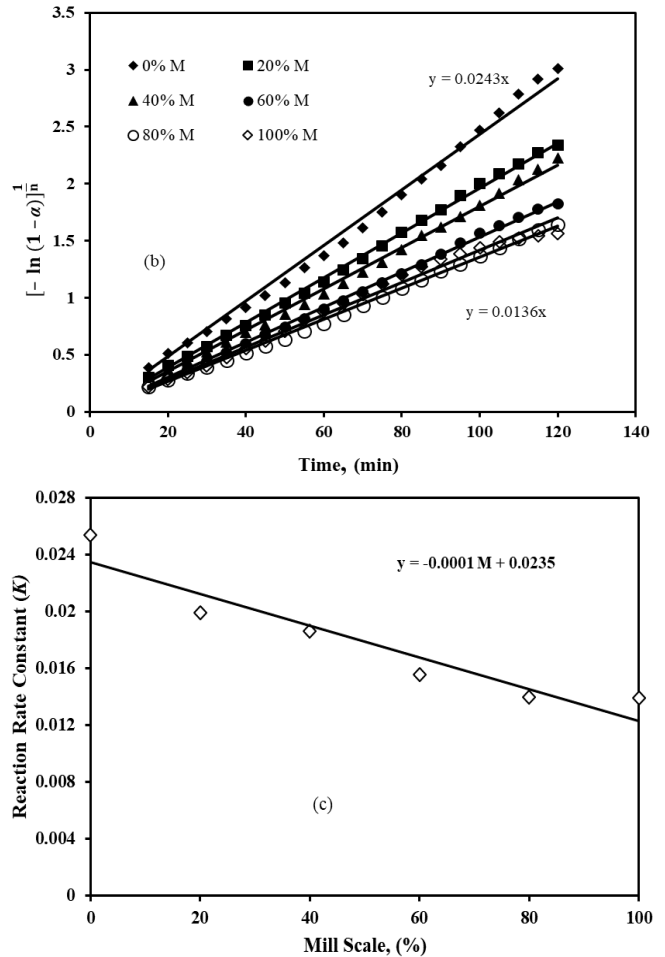 3.5
3
2.5
2
1.5
1
0.5
0
[− ln (1 − α)]^(1/n)
0% M 20% M
40% M 60% M
80% M 100% M
y = 0.0243x
(b)
y = 0.0136x
0 20 40 60 80 100 120 140
Time, (min)
0.028
0.024
0.02
0.016
0.012
0.008
0.004
0
Reaction Rate Constant (K)
y = -0.0001 M + 0.0235
(c)
0 20 40 60 80 100
Mill Scale, (%)